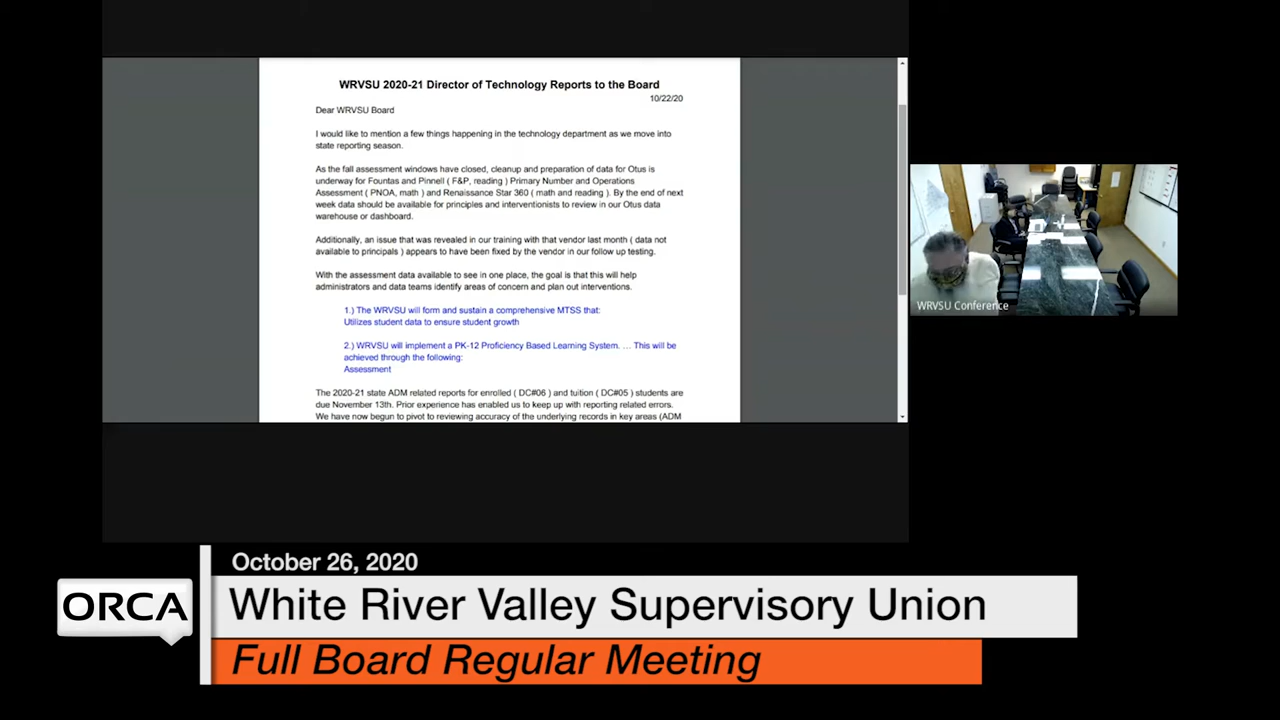 WRVSU 2020-21 Director of Technology Reports to the Board
10/22/20
Dear WRVSU Board
I would like to mention a few things happening in the technology department as we move into
state reporting season.
As the fall assessment windows have closed, cleanup and preparation of data for Otus is
underway for Fountas and Pinnell ( F&P, reading ) Primary Number and Operations
Assessment ( PNOA, math ) and Renaissance Star 360 ( math and reading ). By the end of next
week data should be available for principles and interventionists to review in our Otus data
warehouse or dashboard.
Additionally, an issue that was revealed in our training with that vendor last month ( data not
available to principals ) appears to have been fixed by the vendor in our follow up testing.
With the assessment data available to see in one place, the goal is that this will help
administrators and data teams identify areas of concern and plan out interventions.
1.) The WRVSU will form and sustain a comprehensive MTSS that:
Utilizes student data to ensure student growth
2.) WRVSU will implement a PK-12 Proficiency Based Learning System. ... This will be
achieved through the following:
Assessment
The 2020-21 state ADM related reports for enrolled ( DC#06 ) and tuition ( DC#05 ) students are
due November 13th. Prior experience has enabled us to keep up with reporting related errors.
We have now begun to pivot to reviewing accuracy of the underlying records in key areas (ADM
WRVSU Conference
October 26, 2020
ORCA
White River Valley Supervisory Union
Full Board Regular Meeting